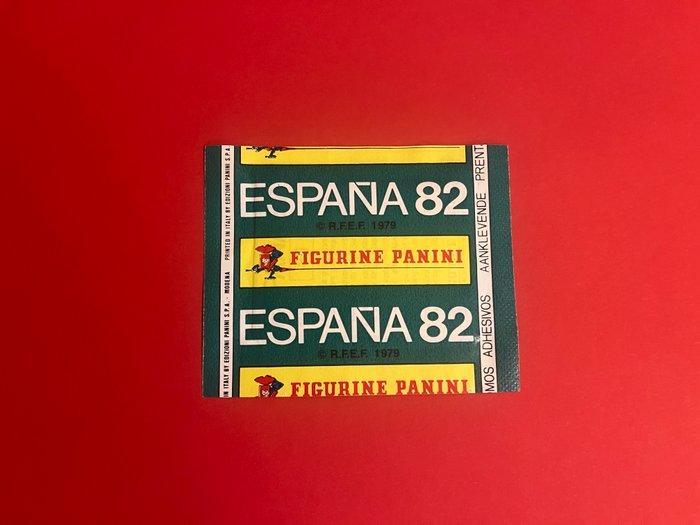 ESPAÑA 82
© R.F.E.F. 1979
FIGURINE PANINI
ESPAÑA 82
© R.F.E.F. 1979
FIGURINE PANINI
IN ITALY BY EDIZIONI PANINI S.P.A. - MODENA PRINTED IN ITALY BY EDIZIONI PANINI S.P.A
MOS ADHESIVOS AANKLEVENDE PRENT